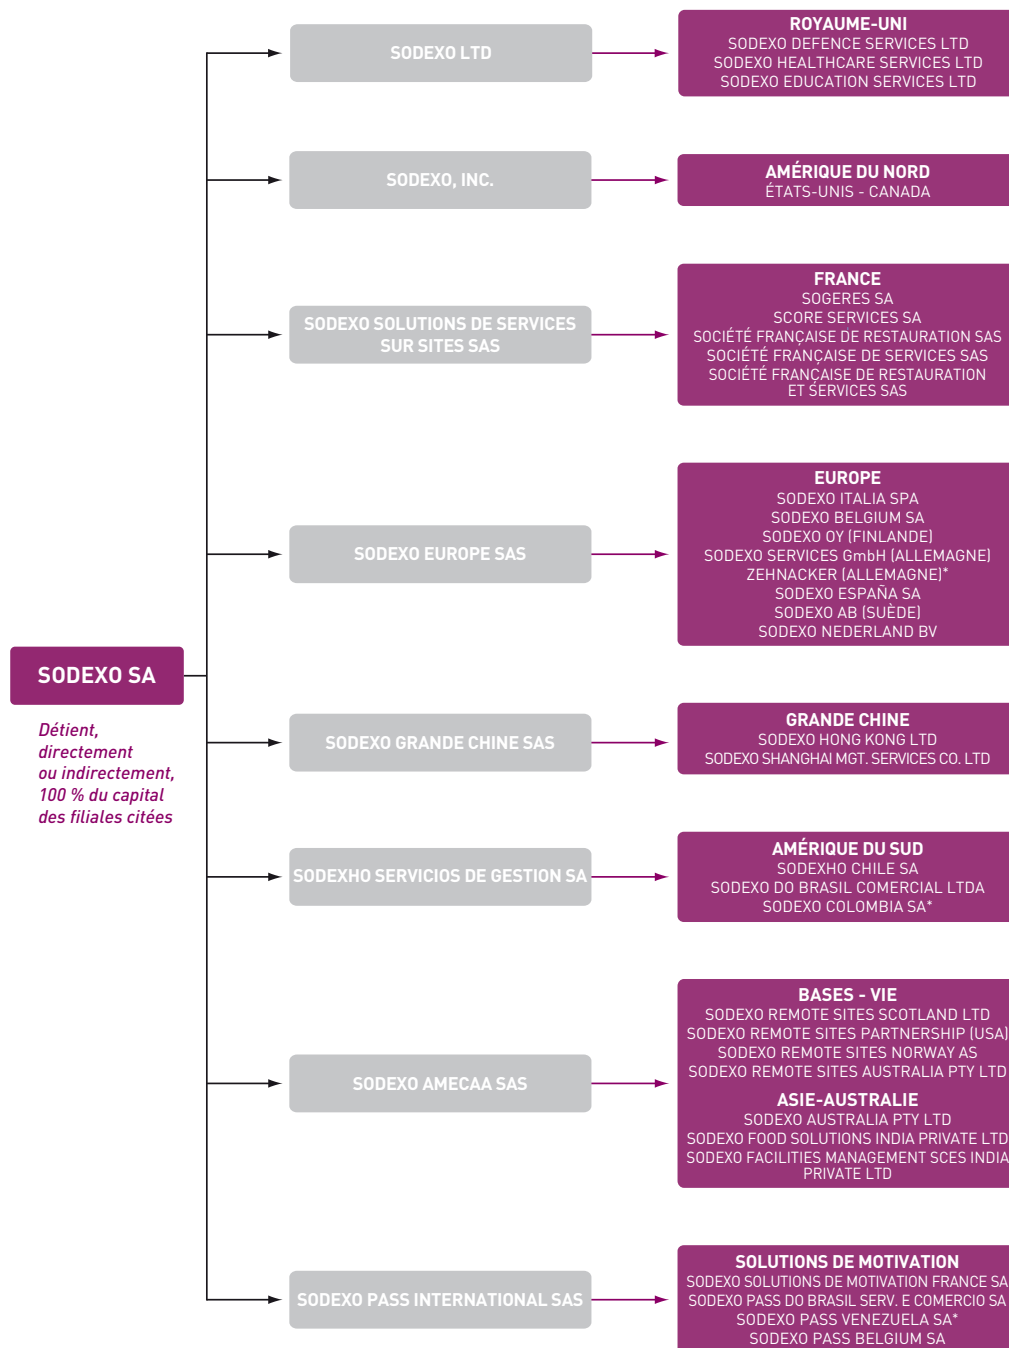 SODEXO LTD
ROYAUME-UNI
SODEXO DEFENCE SERVICES LTD
SODEXO HEALTHCARE SERVICES LTD
SODEXO EDUCATION SERVICES LTD
SODEXO, INC.
AMÉRIQUE DU NORD
ÉTATS-UNIS - CANADA
SODEXO SOLUTIONS DE SERVICES
SUR SITES SAS
FRANCE
SOGERES SA
SCORE SERVICES SA
SOCIÉTÉ FRANÇAISE DE RESTAURATION SAS
SOCIÉTÉ FRANÇAISE DE SERVICES SAS
SOCIÉTÉ FRANÇAISE DE RESTAURATION
ET SERVICES SAS
SODEXO EUROPE SAS
EUROPE
SODEXO ITALIA SPA
SODEXO BELGIUM SA
SODEXO OY (FINLANDE)
SODEXO SERVICES GmbH (ALLEMAGNE)
ZEHNACKER (ALLEMAGNE)*
SODEXO ESPAÑA SA
SODEXO AB (SUÈDE)
SODEXO NEDERLAND BV
SODEXO SA
Détient,
directement
ou indirectement,
100 % du capital
des filiales citées
SODEXO GRANDE CHINE SAS
GRANDE CHINE
SODEXO HONG KONG LTD
SODEXO SHANGHAI MGT. SERVICES CO. LTD
SODEXHO SERVICIOS DE GESTION SA
AMÉRIQUE DU SUD
SODEXHO CHILE SA
SODEXO DO BRASIL COMERCIAL LTDA
SODEXO COLOMBIA SA*
SODEXO AMECAA SAS
BASES - VIE
SODEXO REMOTE SITES SCOTLAND LTD
SODEXO REMOTE SITES PARTNERSHIP (USA)
SODEXO REMOTE SITES NORWAY AS
SODEXO REMOTE SITES AUSTRALIA PTY LTD
ASIE-AUSTRALIE
SODEXO AUSTRALIA PTY LTD
SODEXO FOOD SOLUTIONS INDIA PRIVATE LTD
SODEXO FACILITIES MANAGEMENT SCES INDIA
PRIVATE LTD
SODEXO PASS INTERNATIONAL SAS
SOLUTIONS DE MOTIVATION
SODEXO SOLUTIONS DE MOTIVATION FRANCE SA
SODEXO PASS DO BRASIL SERV. E COMERCIO SA
SODEXO PASS VENEZUELA SA*
SODEXO PASS BELGIUM SA